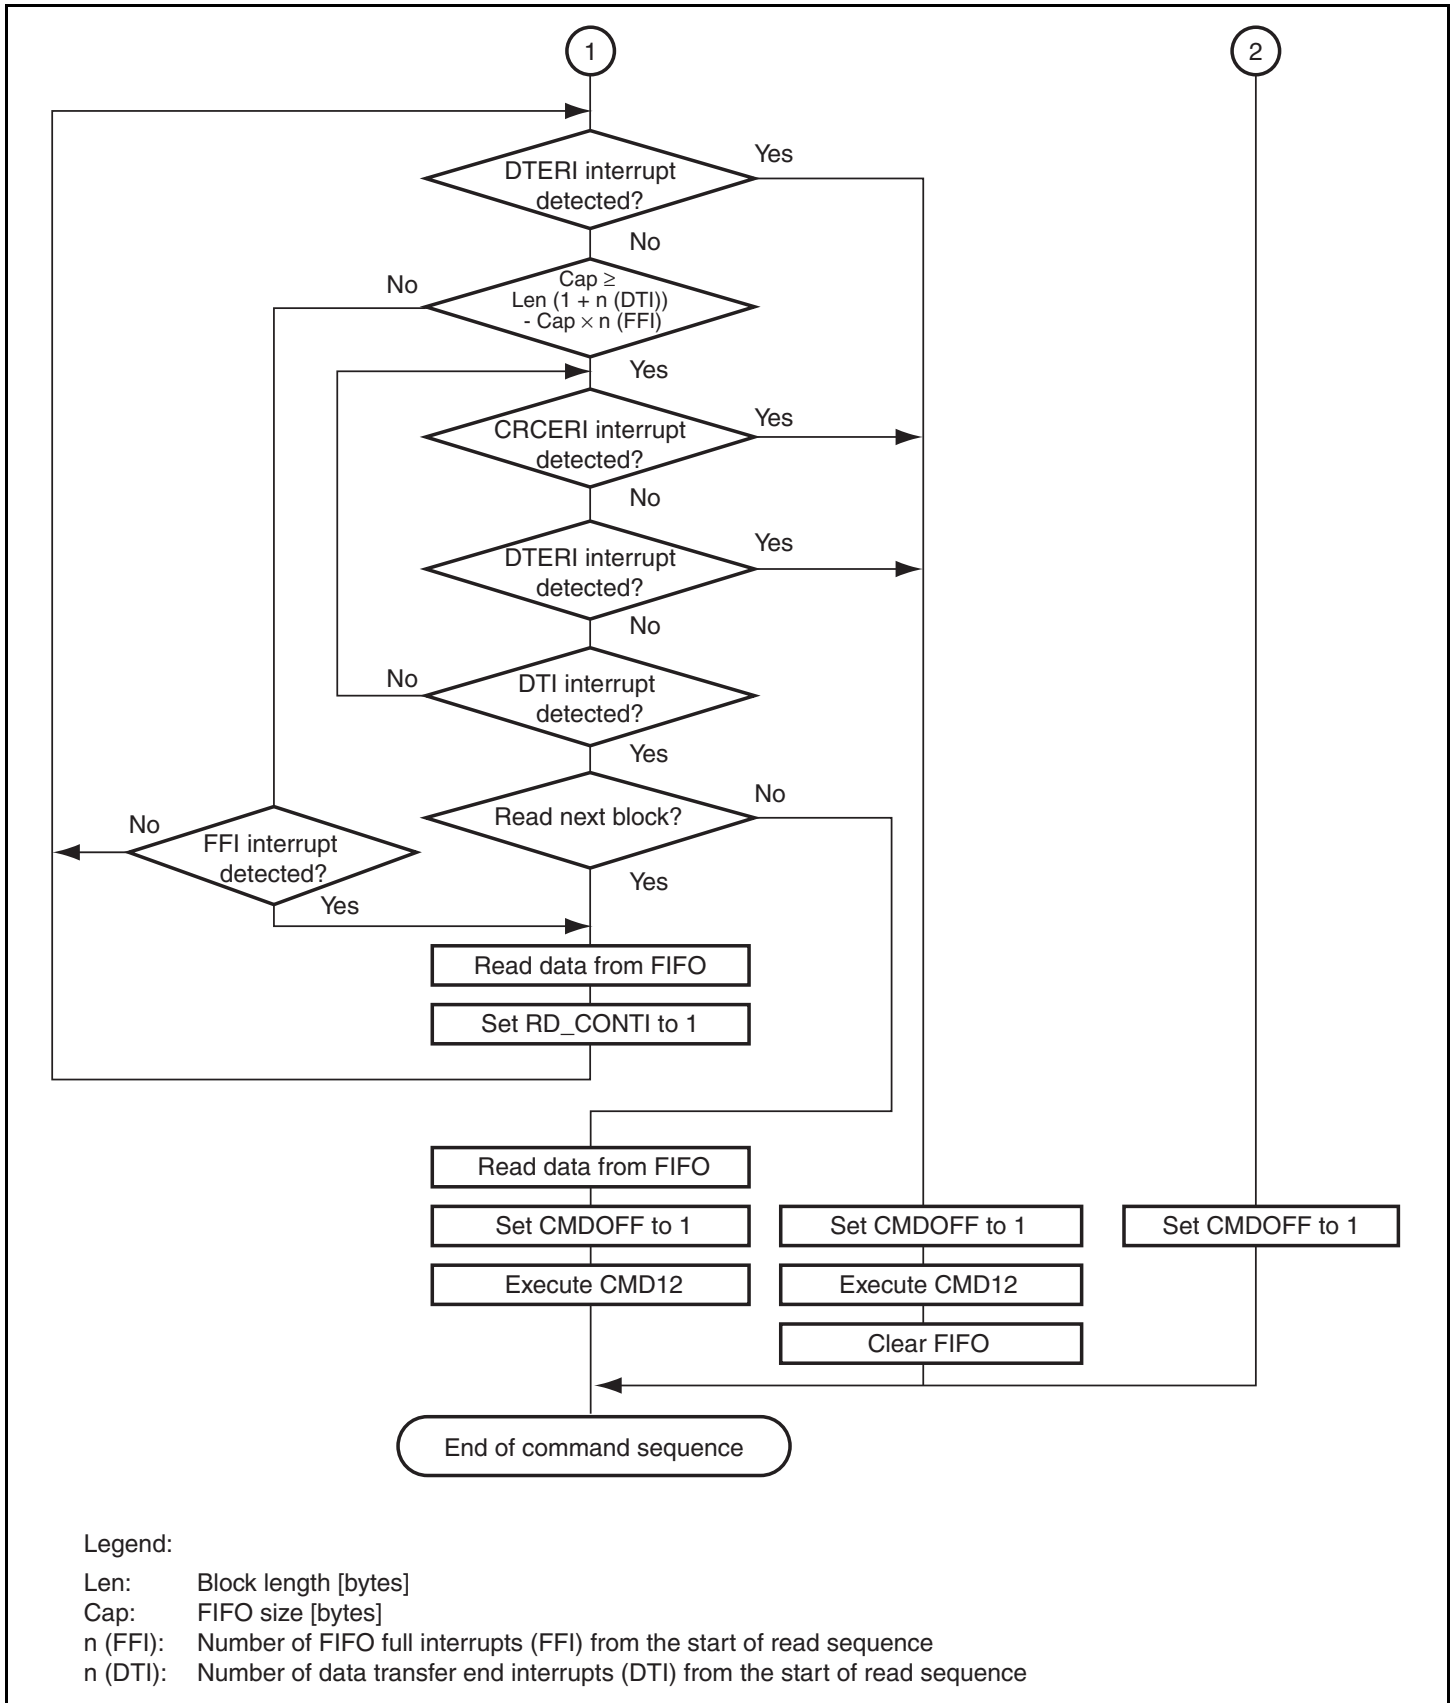 1
2
DTERI interrupt
detected?
Yes
No
Cap ≥
Len (1 + n (DTI))
- Cap × n (FFI)
No
Yes
CRCERI interrupt
detected?
Yes
No
DTERI interrupt
detected?
Yes
No
DTI interrupt
detected?
No
Yes
Read next block?
No
Yes
FFI interrupt
detected?
No
Yes
Read data from FIFO
Set RD_CONTI to 1
Read data from FIFO
Set CMDOFF to 1
Execute CMD12
Set CMDOFF to 1
Execute CMD12
Clear FIFO
Set CMDOFF to 1
End of command sequence
Legend:
Len: Block length [bytes]
Cap: FIFO size [bytes]
n (FFI): Number of FIFO full interrupts (FFI) from the start of read sequence
n (DTI): Number of data transfer end interrupts (DTI) from the start of read sequence